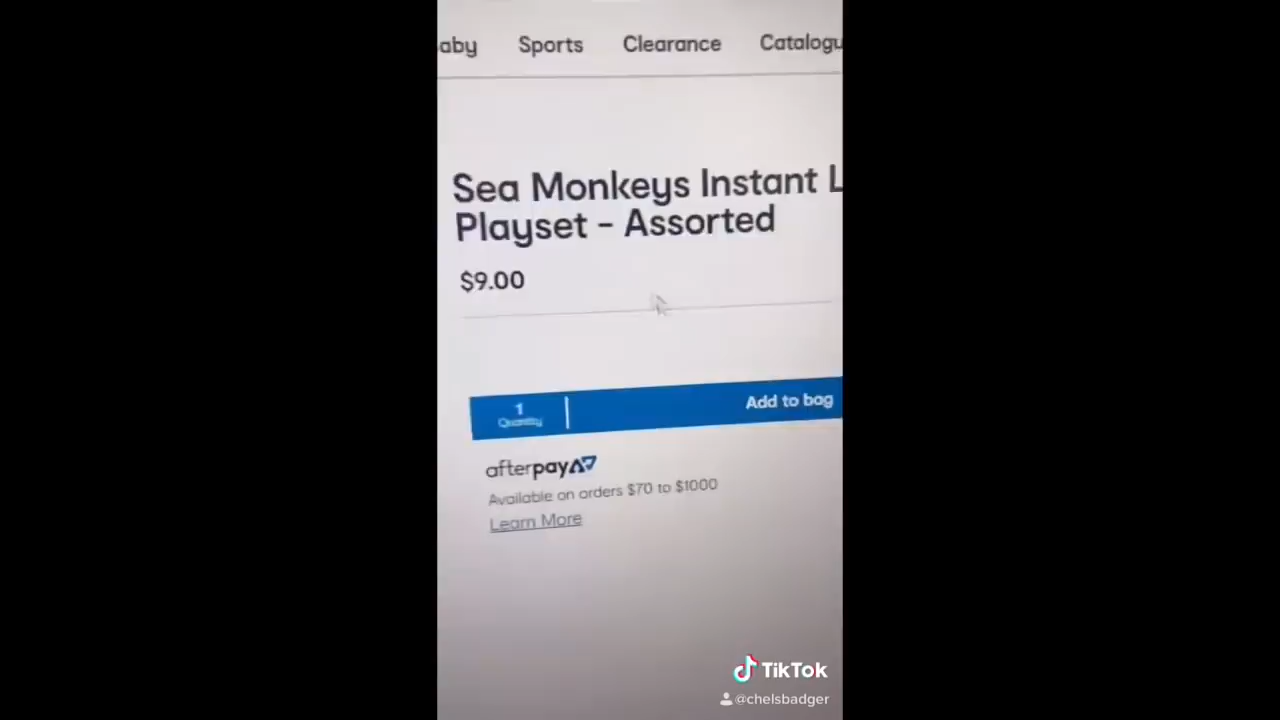 aby Sports Clearance Catalogu
Sea Monkeys Instant L
Playset - Assorted
$9.00
1
Quantity
Add to bag
afterpay
Available on orders $70 to $1000
Learn More
TikTok
@chelsbadger